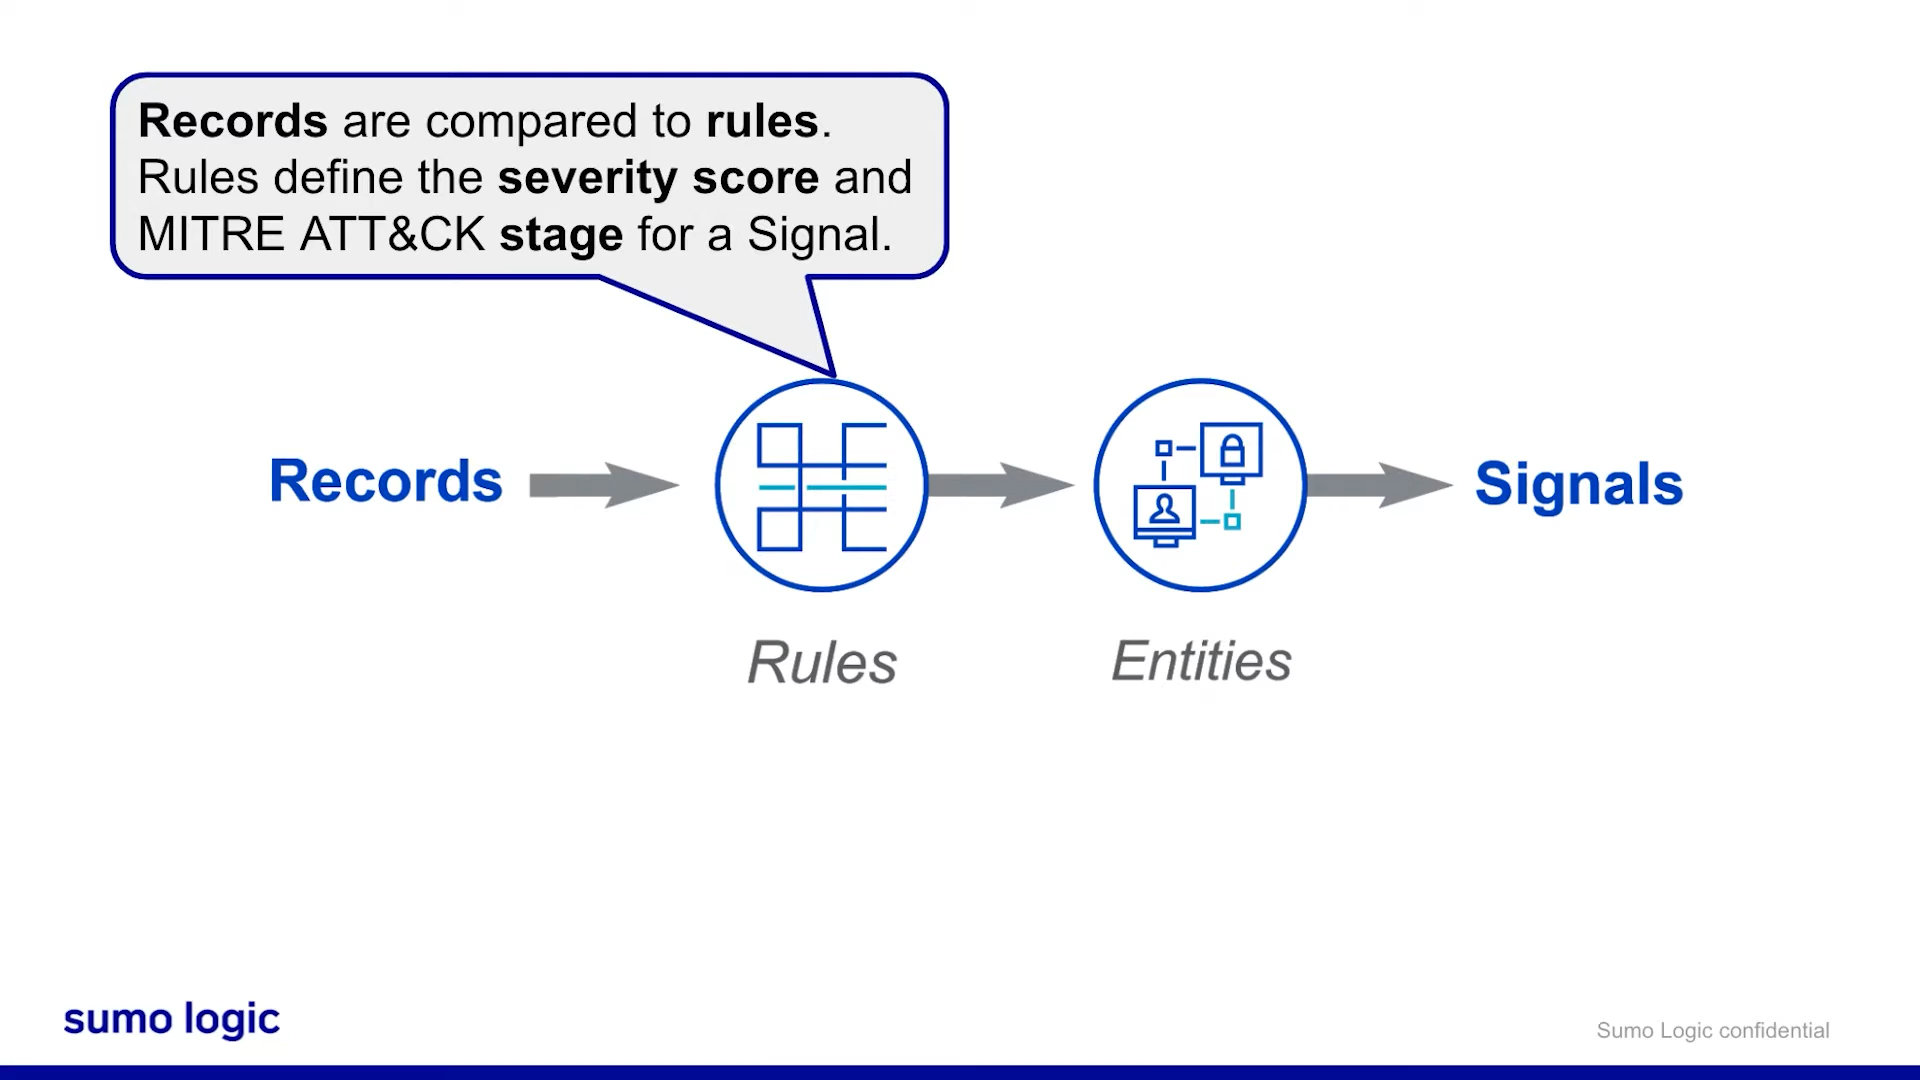 Records are compared to rules.
Rules define the severity score and
MITRE ATT&CK stage for a Signal.
Records
Signals
Rules
Entities
sumo logic
Sumo Logic confidential